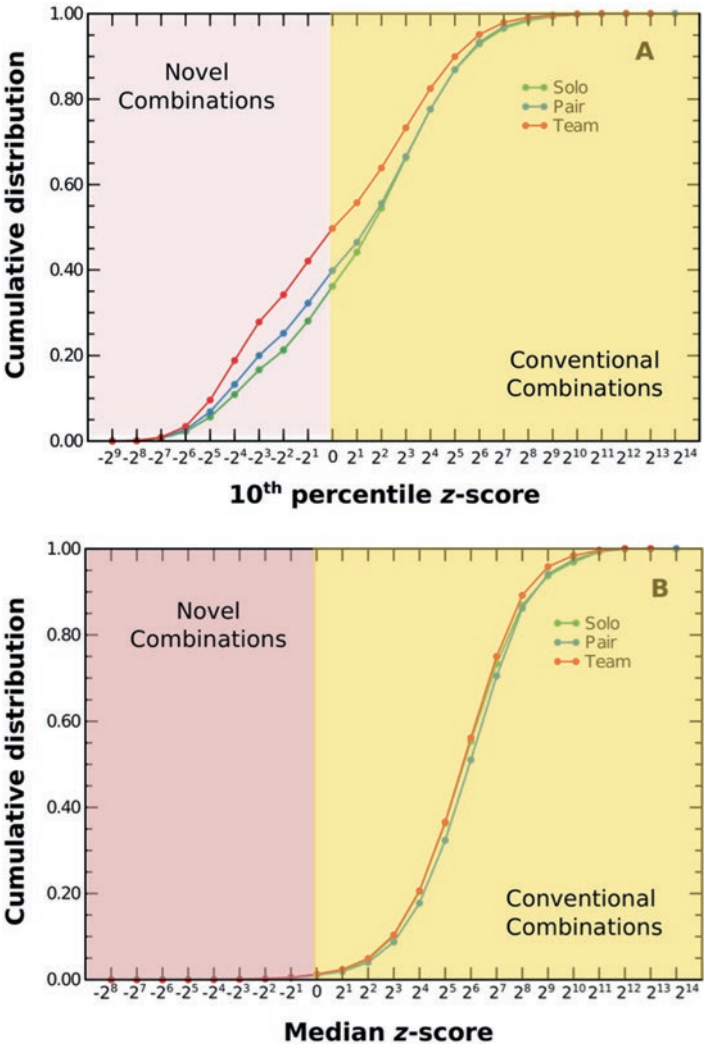 1.00
0.80
0.60
0.40
0.20
0.00
Cumulative distribution
Novel
Combinations
A
Solo
Pair
Team
Conventional
Combinations
-2⁹ -2⁸ -2⁷ -2⁶ -2⁵ -2⁴ -2³ -2² -2¹ 0 2¹ 2² 2³ 2⁴ 2⁵ 2⁶ 2⁷ 2⁸ 2⁹ 2¹⁰ 2¹¹ 2¹² 2¹³ 2¹⁴
10th percentile z-score
1.00
0.80
0.60
0.40
0.20
0.00
Cumulative distribution
Novel
Combinations
B
Solo
Pair
Team
Conventional
Combinations
-2⁸ -2⁷ -2⁶ -2⁵ -2⁴ -2³ -2² -2¹ 0 2¹ 2² 2³ 2⁴ 2⁵ 2⁶ 2⁷ 2⁸ 2⁹ 2¹⁰ 2¹¹ 2¹² 2¹³ 2¹⁴
Median z-score